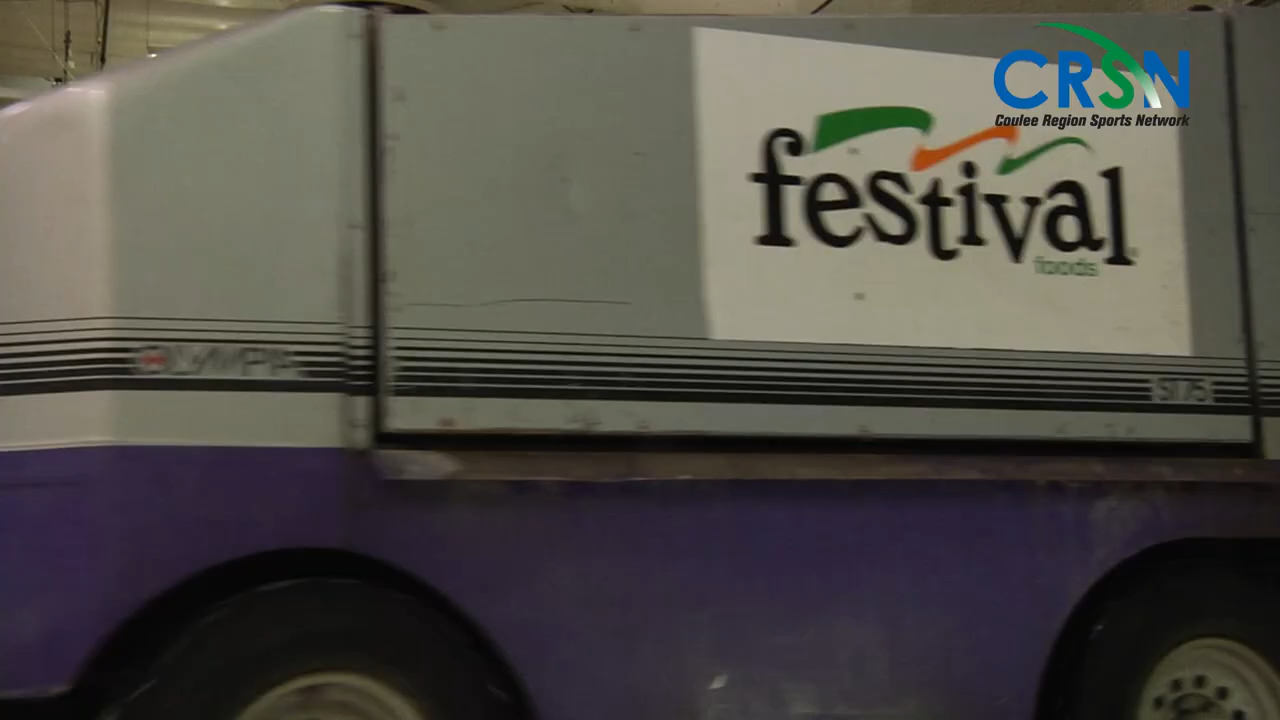 CRSN
Coulee Region Sports Network
festival
foods
OLYMPIA
ST75